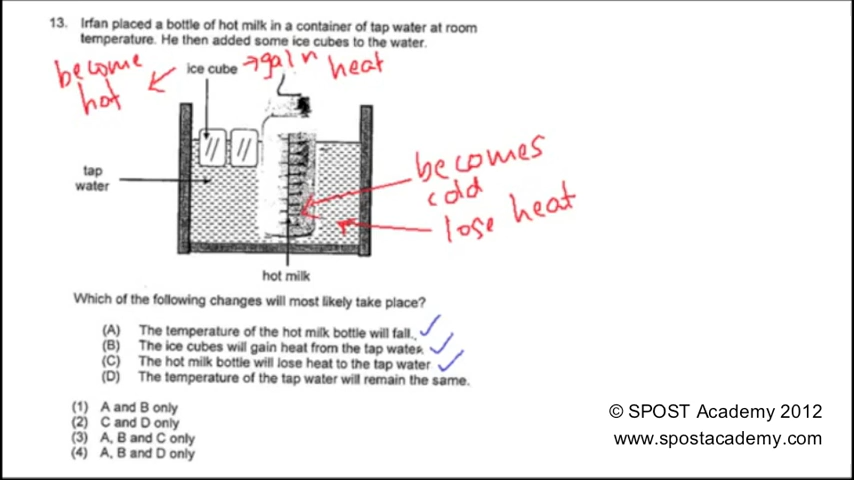 13. Irfan placed a bottle of hot milk in a container of tap water at room
temperature. He then added some ice cubes to the water.
become
hot
ice cube
→gain heat
tap
water
becomes
cold
lose heat
hot milk
Which of the following changes will most likely take place?
(A) The temperature of the hot milk bottle will fall.
(B) The ice cubes will gain heat from the tap water.
(C) The hot milk bottle will lose heat to the tap water
(D) The temperature of the tap water will remain the same.
(1) A and B only
(2) C and D only
(3) A, B and C only
(4) A, B and D only
© SPOST Academy 2012
www.spostacademy.com